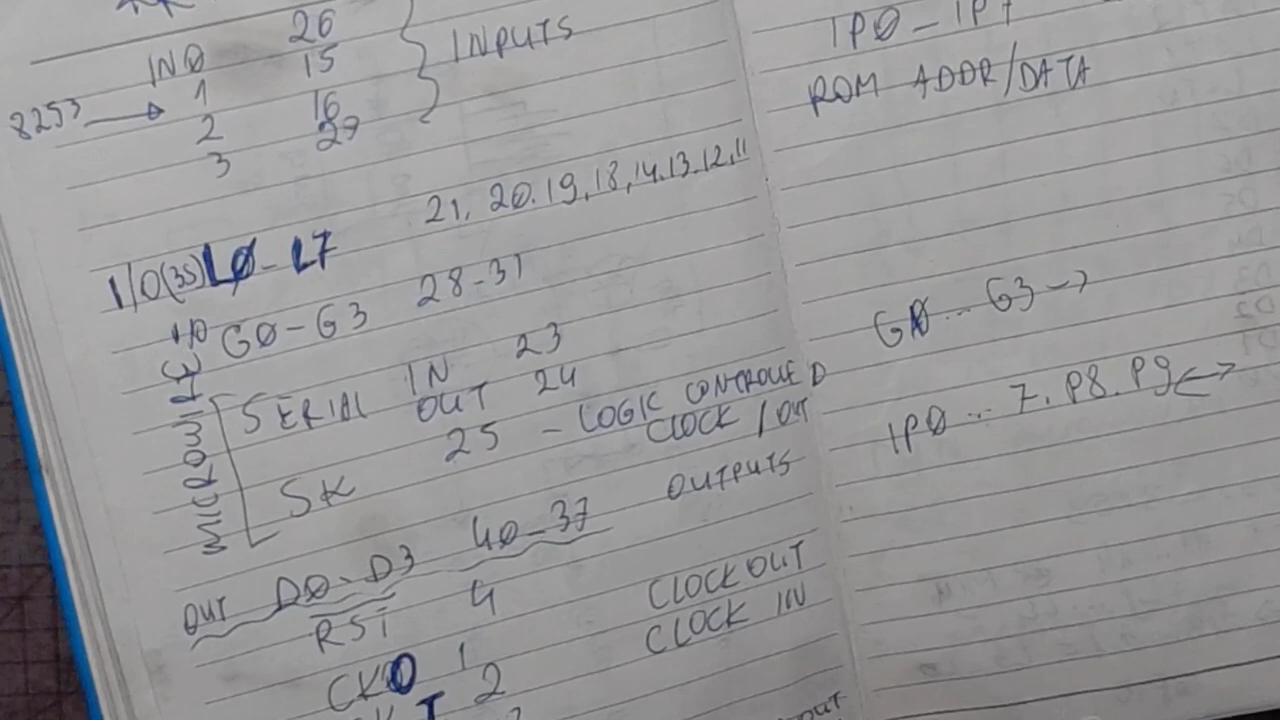 IN0 26
8253 → 1 15 INPUTS
2 16
3 29
21, 20.19,18,14.13.12,11
I/O(3S) L0-L7
I/O G0-G3 28-31
MICROWIRE
SERIAL IN 23
OUT 24
SK 25 - LOGIC CONTROLLED
CLOCK / OUT
OUT D0-D3 40-37 OUTPUTS
RST 4
CKO 1 CLOCK OUT
2 CLOCK IN
OUT
IP0 - IP7
ROM ADDR/DATA
G0 ... G3 →
IP0 ... 7. P8. P9 ↔